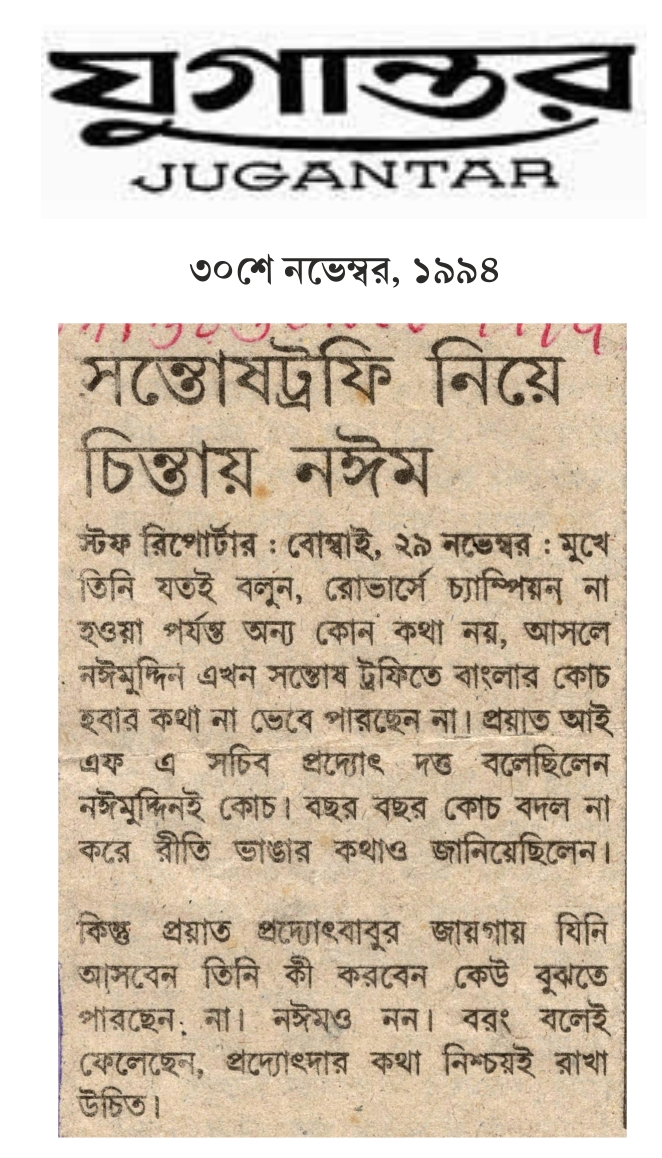 যুগান্তর
JUGANTAR
৩০শে নভেম্বর, ১৯৯৪
সন্তোষট্রফি নিয়ে
চিন্তায় নঈম
স্টফ রিপোর্টার : বোম্বাই, ২৯ নভেম্বর : মুখে
তিনি যতই বলুন, রোভার্সে চ্যাম্পিয়ন না
হওয়া পর্যন্ত অন্য কোন কথা নয়, আসলে
নঈমুদ্দিন এখন সন্তোষ ট্রফিতে বাংলার কোচ
হবার কথা না ভেবে পারছেন না। প্রয়াত আই
এফ এ সচিব প্রদ্যোৎ দত্ত বলেছিলেন
নঈমুদ্দিনই কোচ। বছর বছর কোচ বদল না
করে রীতি ভাঙার কথাও জানিয়েছিলেন।
কিন্তু প্রয়াত প্রদ্যোৎবাবুর জায়গায় যিনি
আসবেন তিনি কী করবেন কেউ বুঝতে
পারছেন না। নঈমও নন। বরং বলেই
ফেলেছেন, প্রদ্যোৎদার কথা নিশ্চয়ই রাখা
উচিত।